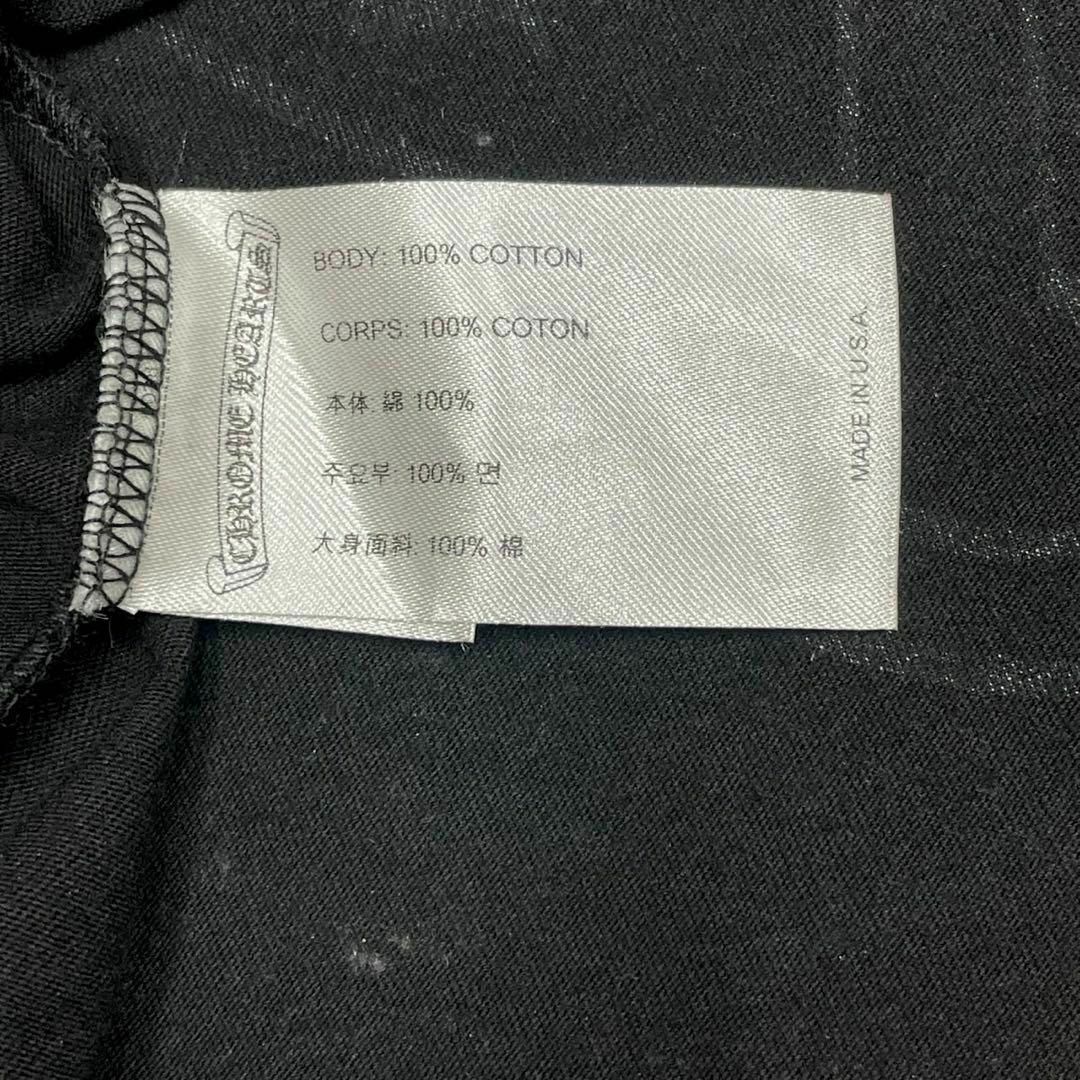 CHROME HEARTS
BODY: 100% COTTON
CORPS: 100% COTON
本体 綿 100%
주요부: 100% 면
大身面料: 100% 棉
MADE IN U.S.A.